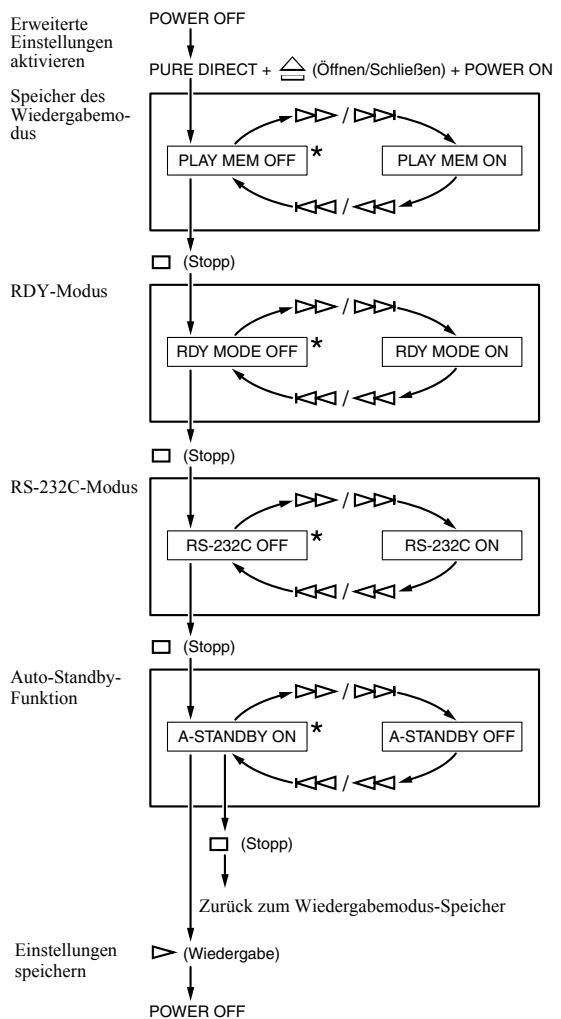 Erweiterte
Einstellungen
aktivieren
POWER OFF
PURE DIRECT + (Öffnen/Schließen) + POWER ON
Speicher des
Wiedergabemo-
dus
/
PLAY MEM OFF * PLAY MEM ON
/
(Stopp)
RDY-Modus
/
RDY MODE OFF * RDY MODE ON
/
(Stopp)
RS-232C-Modus
/
RS-232C OFF * RS-232C ON
/
(Stopp)
Auto-Standby-
Funktion
/
A-STANDBY ON * A-STANDBY OFF
/
(Stopp)
Zurück zum Wiedergabemodus-Speicher
Einstellungen
speichern
(Wiedergabe)
POWER OFF